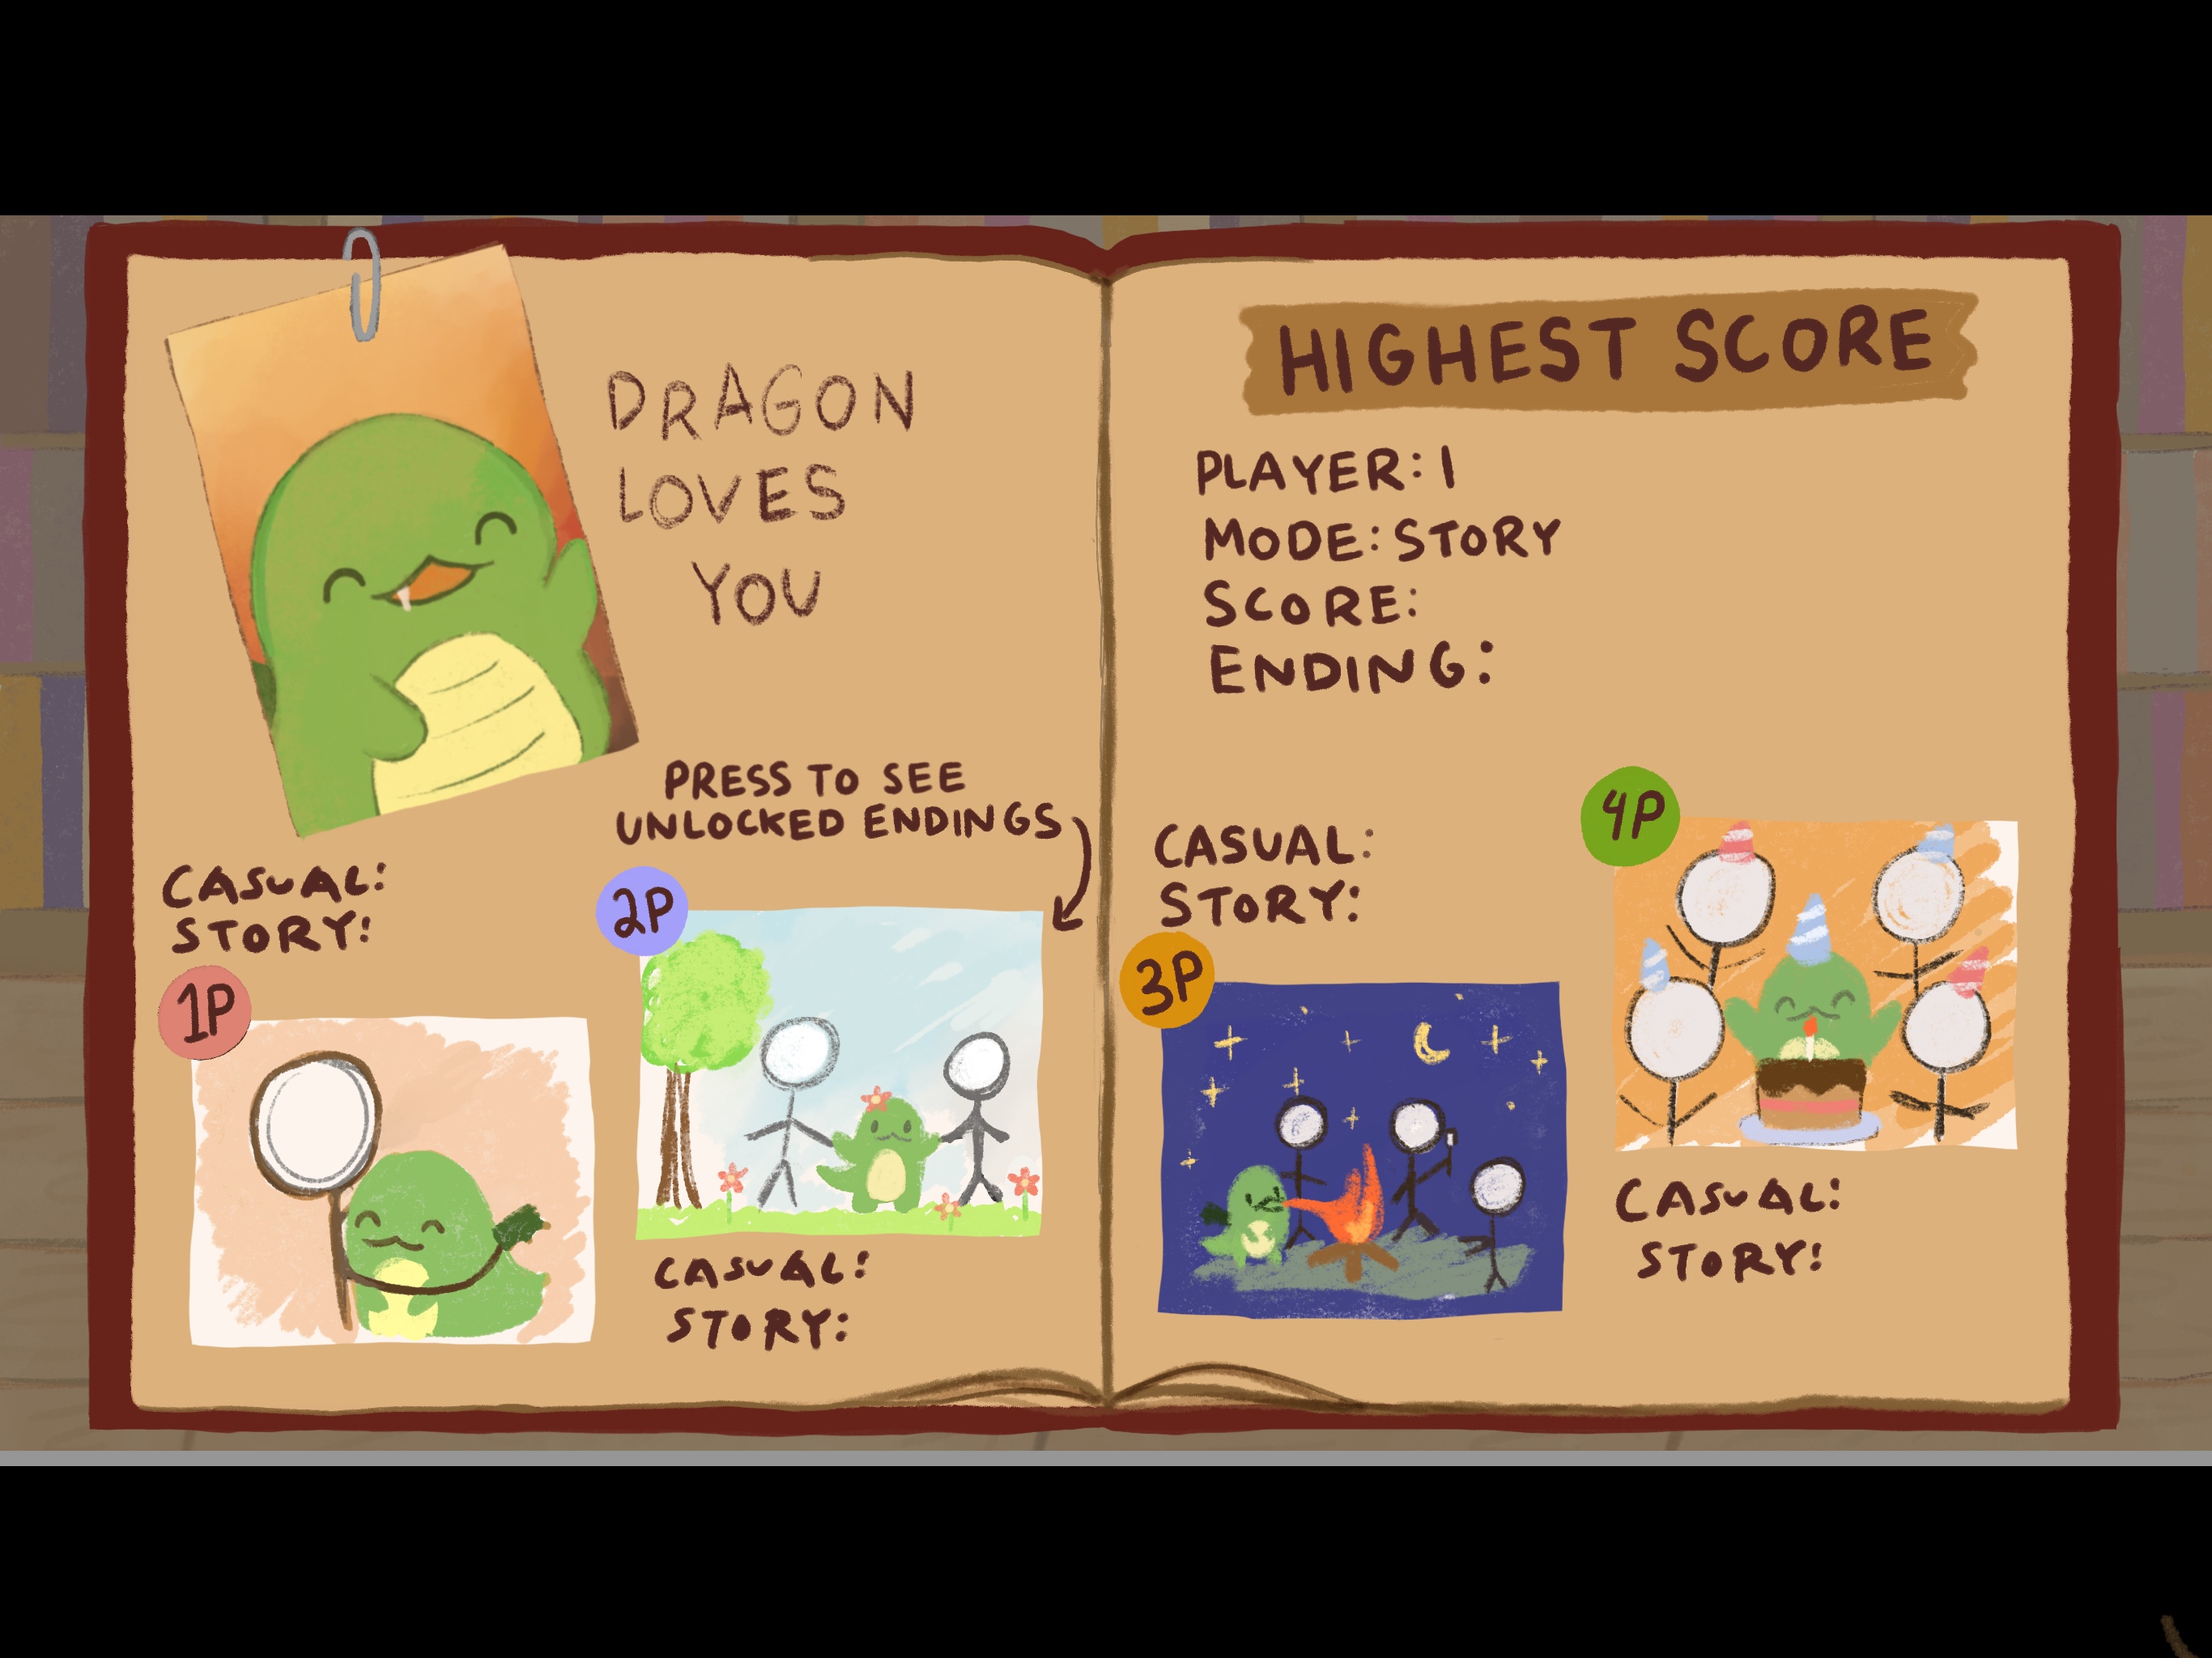 DRAGON
LOVES
YOU
PRESS TO SEE
UNLOCKED ENDINGS
CASUAL:
STORY:
1P
2P
CASUAL:
STORY:
HIGHEST SCORE
PLAYER: 1
MODE: STORY
SCORE:
ENDING:
CASUAL:
STORY:
3P
4P
CASUAL:
STORY: